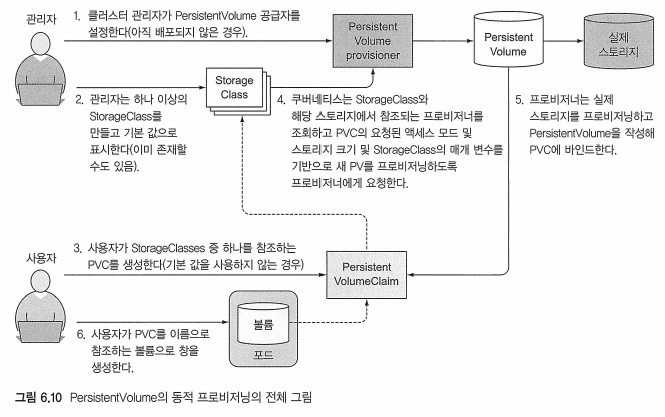 관리자
1. 클러스터 관리자가 PersistentVolume 공급자를
설정한다(아직 배포되지 않은 경우).
Persistent
Volume
provisioner
Persistent
Volume
실제
스토리지
2. 관리자는 하나 이상의
StorageClass를
만들고 기본 값으로
표시한다(이미 존재할
수도 있음).
Storage
Class
4. 쿠버네티스는 StorageClass와
해당 스토리지에서 참조되는 프로비저너를
조회하고 PVC의 요청된 액세스 모드 및
스토리지 크기 및 StorageClass의 매개 변수를
기반으로 새 PV를 프로비저닝하도록
프로비저너에게 요청한다.
5. 프로비저너는 실제
스토리지를 프로비저닝하고
PersistentVolume을 작성해
PVC에 바인드한다.
사용자
3. 사용자가 StorageClasses 중 하나를 참조하는
PVC를 생성한다(기본 값을 사용하지 않는 경우)
Persistent
VolumeClaim
6. 사용자가 PVC를 이름으로
참조하는 볼륨으로 창을
생성한다.
볼륨
포드
그림 6.10 PersistentVolume의 동적 프로비저닝의 전체 그림